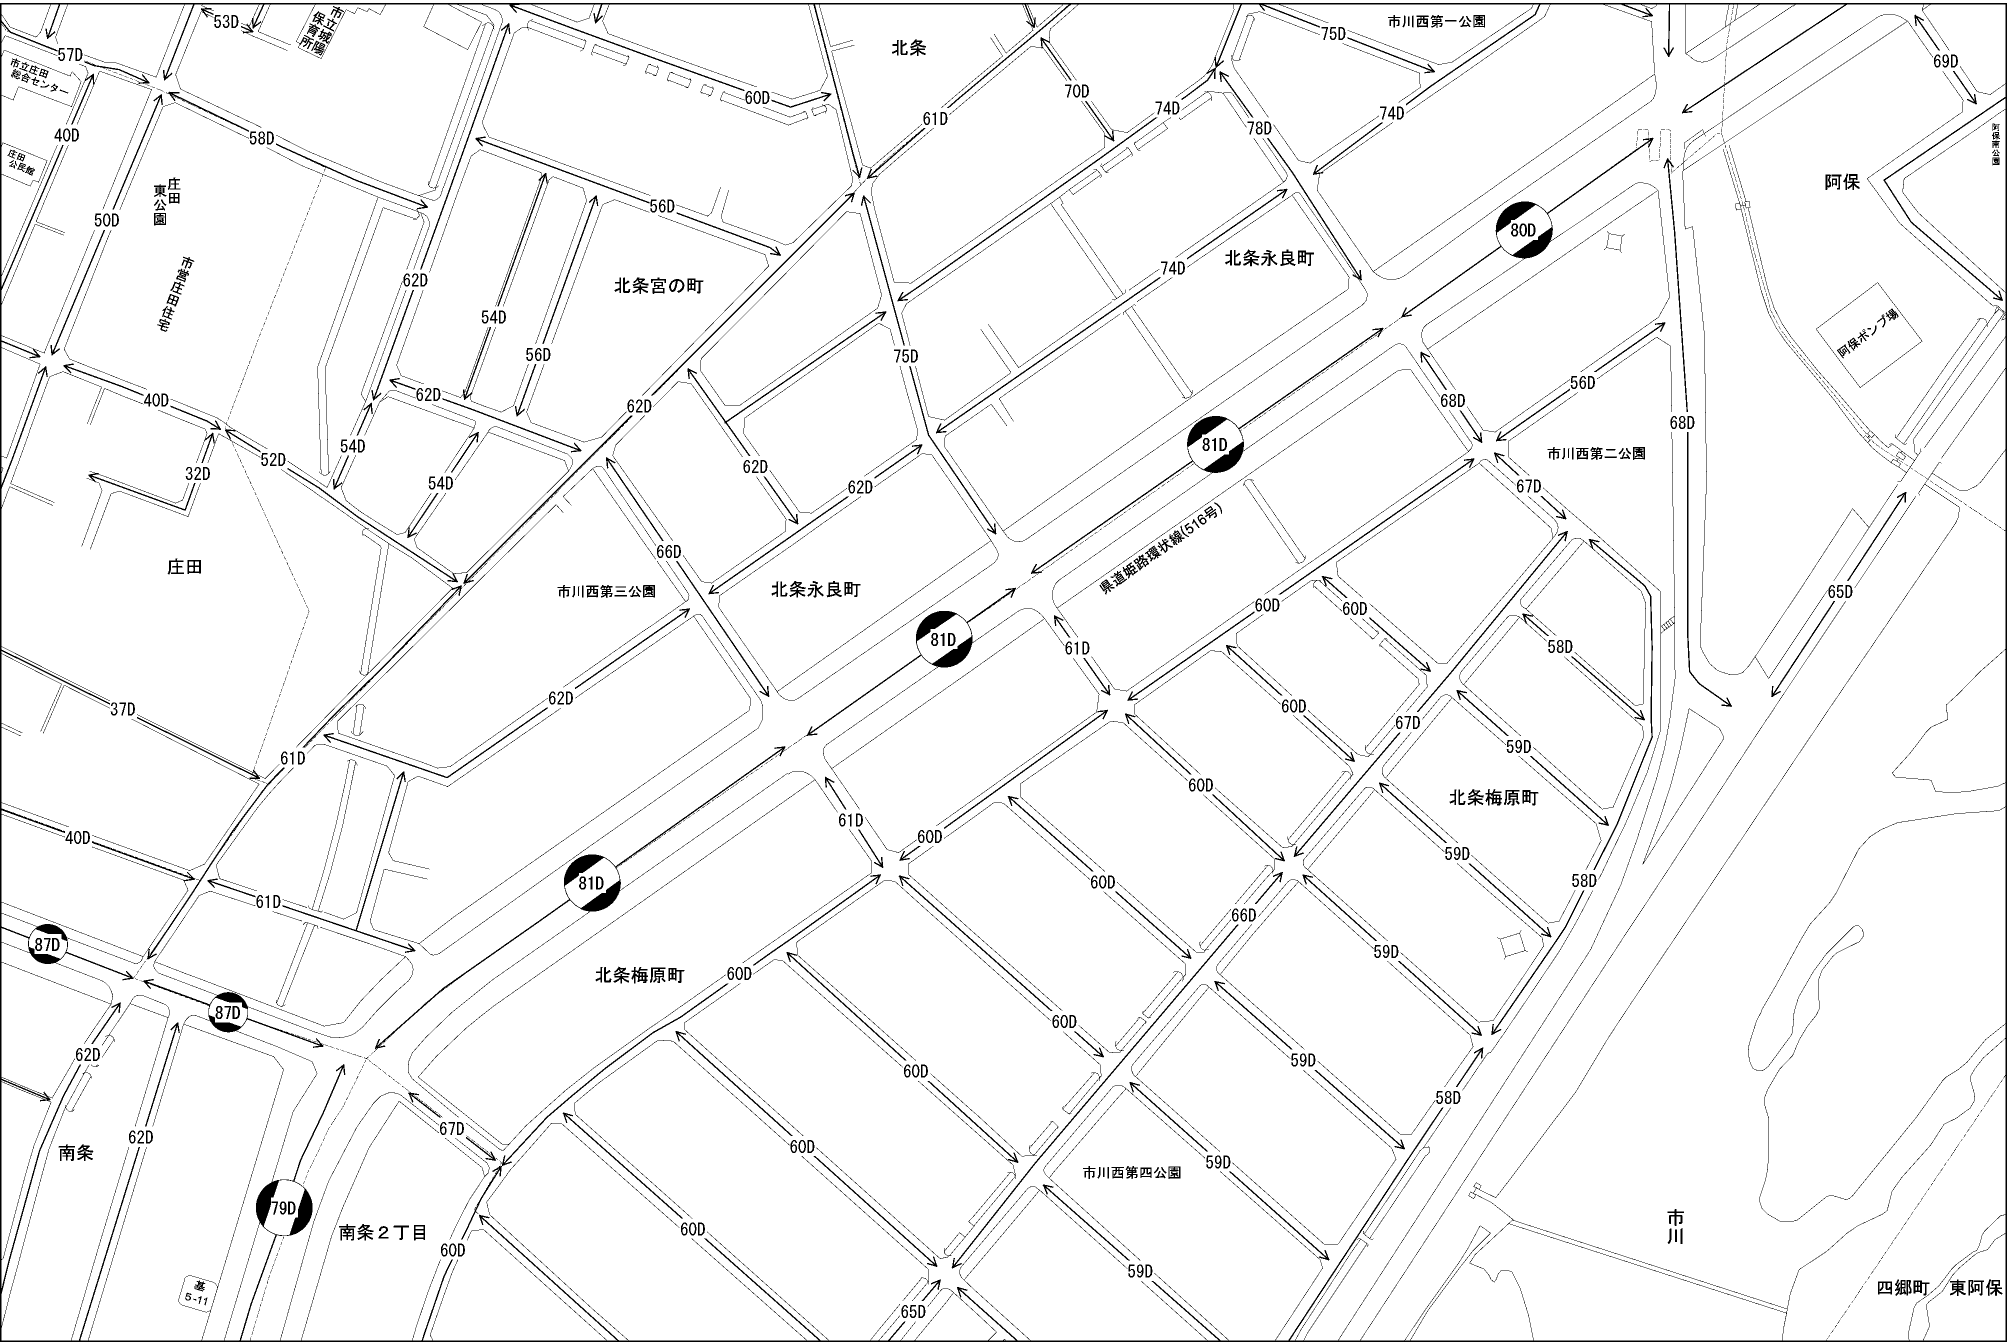 53D
市立城陽
保育所
北条
75D
市川西第一公園
57D
市立庄田
総合センター
69D
60D
70D
61D
74D
74D
78D
40D
58D
阿保南公園
庄田
公民館
阿保
庄田
東公園
50D
56D
80D
北条永良町
74D
62D
北条宮の町
市営庄田住宅
54D
56D
75D
阿保ポンプ場
56D
68D
62D
62D
68D
40D
54D
81D
市川西第二公園
52D
32D
62D
54D
62D
67D
県道姫路環状線(516号)
66D
庄田
市川西第三公園
北条永良町
60D
60D
65D
81D
61D
58D
62D
37D
60D
67D
59D
61D
60D
北条梅原町
61D
60D
40D
59D
81D
60D
58D
61D
66D
87D
59D
北条梅原町
60D
87D
60D
62D
60D
59D
58D
67D
62D
南条
60D
59D
市川西第四公園
79D
南条2丁目
60D
市川
60D
59D
基
5-11
四郷町
東阿保
65D